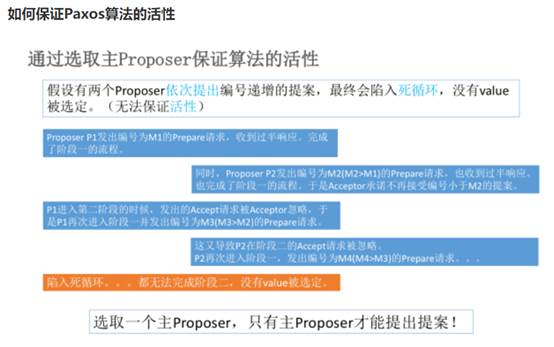 如何保证Paxos算法的活性
通过选取主Proposer保证算法的活性
假设有两个Proposer依次提出编号递增的提案，最终会陷入死循环，没有value
被选定。（无法保证活性）
Proposer P1发出编号为M1的Prepare请求，收到过半响应。完成
了阶段一的流程。
同时，Proposer P2发出编号为M2(M2>M1)的Prepare请求，也收到过半响应。
也完成了阶段一的流程。于是Acceptor承诺不再接受编号小于M2的提案。
P1进入第二阶段的时候，发出的Accept请求被Acceptor忽略，于
是P1再次进入阶段一并发出编号为M3(M3>M2)的Prepare请求。
这又导致P2在阶段二的Accept请求被忽略。
P2再次进入阶段一，发出编号为M4(M4>M3)的Prepare请求。。。
陷入死循环。。。都无法完成阶段二，没有value被选定。
选取一个主Proposer，只有主Proposer才能提出提案！